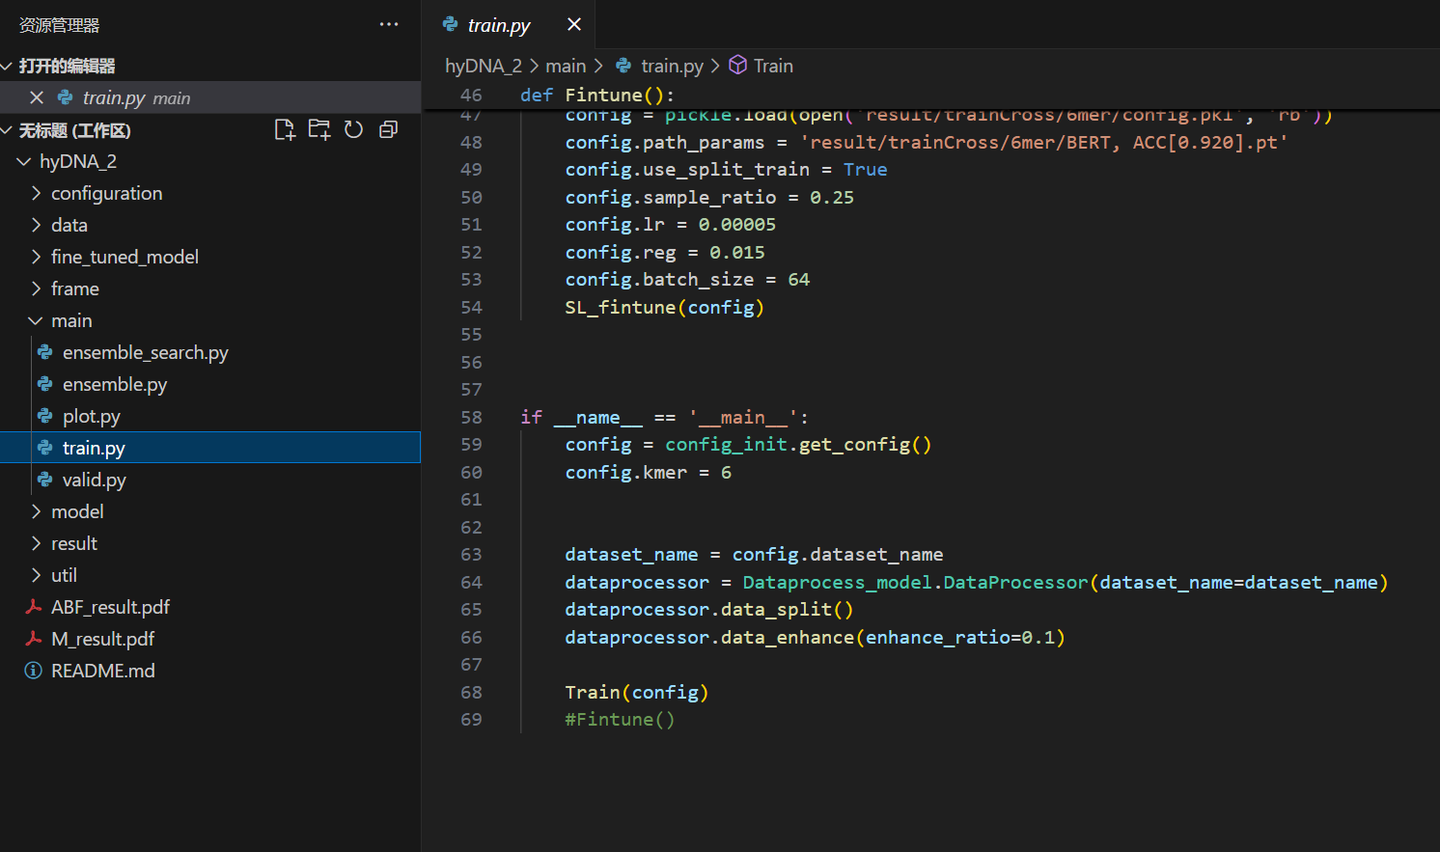 资源管理器
···
打开的编辑器
train.py main
无标题 (工作区)
hyDNA_2
configuration
data
fine_tuned_model
frame
main
ensemble_search.py
ensemble.py
plot.py
train.py
valid.py
model
result
util
ABF_result.pdf
M_result.pdf
README.md
train.py
hyDNA_2 > main > train.py > Train
46 def Fintune():
47 config = pickle.load(open('result/trainCross/6mer/config.pkl', 'rb'))
48 config.path_params = 'result/trainCross/6mer/BERT, ACC[0.920].pt'
49 config.use_split_train = True
50 config.sample_ratio = 0.25
51 config.lr = 0.00005
52 config.reg = 0.015
53 config.batch_size = 64
54 SL_fintune(config)
55
56
57
58 if __name__ == '__main__':
59 config = config_init.get_config()
60 config.kmer = 6
61
62
63 dataset_name = config.dataset_name
64 dataprocessor = Dataprocess_model.DataProcessor(dataset_name=dataset_name)
65 dataprocessor.data_split()
66 dataprocessor.data_enhance(enhance_ratio=0.1)
67
68 Train(config)
69 #Fintune()